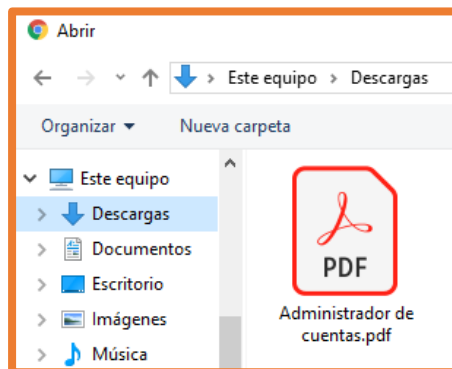 Abrir
Este equipo > Descargas
Organizar Nueva carpeta
Este equipo
Descargas
Documentos
Escritorio
Imágenes
Música
PDF
Administrador de
cuentas.pdf